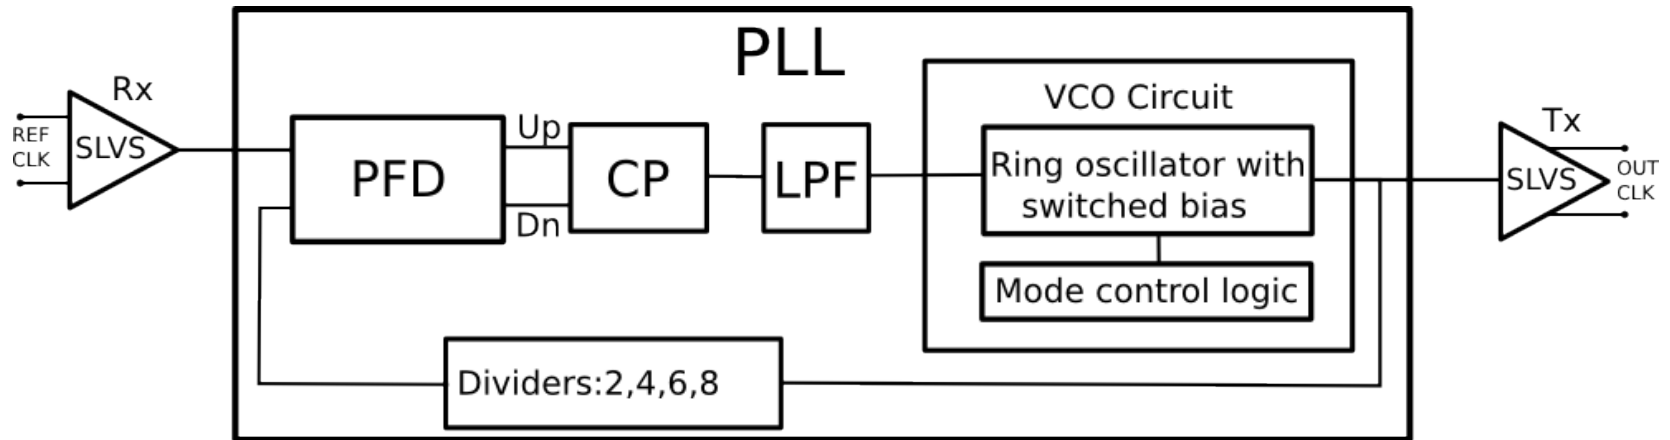 PLL
Rx
REF
CLK
SLVS
PFD
Up
Dn
CP
LPF
VCO Circuit
Ring oscillator with
switched bias
Mode control logic
Dividers:2,4,6,8
Tx
SLVS
OUT
CLK